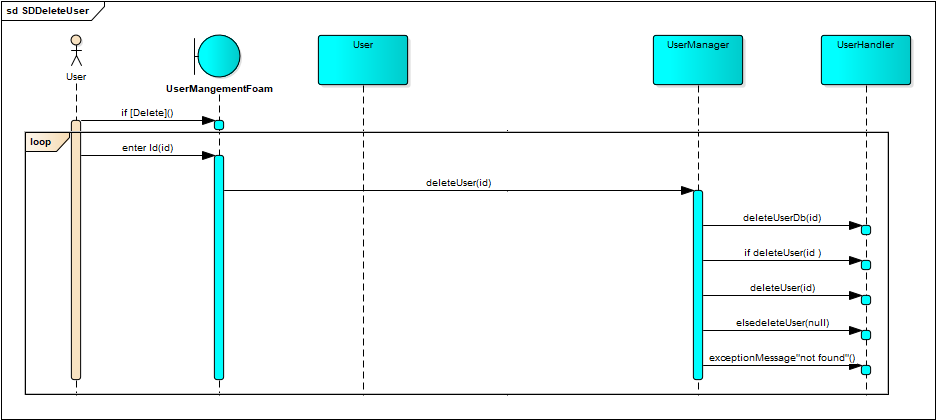 sd SDDeleteUser
User
UserMangementFoam
User
UserManager
UserHandler
if [Delete]()
loop
enter Id(id)
deleteUser(id)
deleteUserDb(id)
if deleteUser(id )
deleteUser(id)
elsedeleteUser(null)
exceptionMessage"not found"()